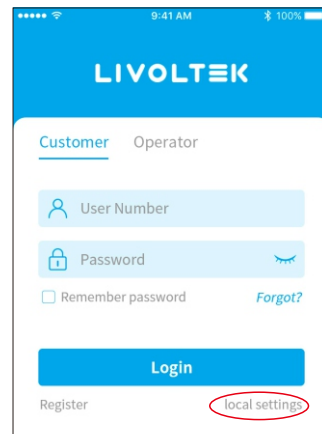 9:41 AM 100%
LIVOLTEK
Customer Operator
User Number
Password
Remember password Forgot?
Login
Register local settings